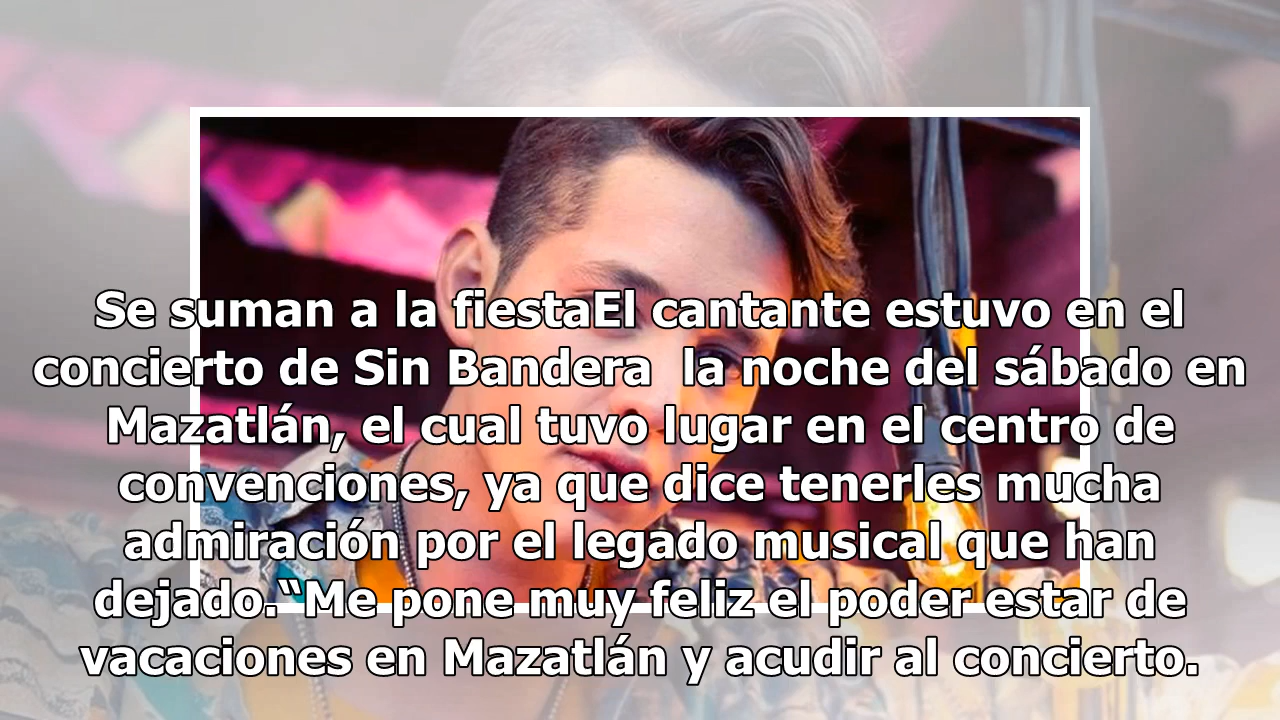 Se suman a la fiestaEl cantante estuvo en el
concierto de Sin Bandera  la noche del sábado en
Mazatlán, el cual tuvo lugar en el centro de
convenciones, ya que dice tenerles mucha
admiración por el legado musical que han
dejado.“Me pone muy feliz el poder estar de
vacaciones en Mazatlán y acudir al concierto.